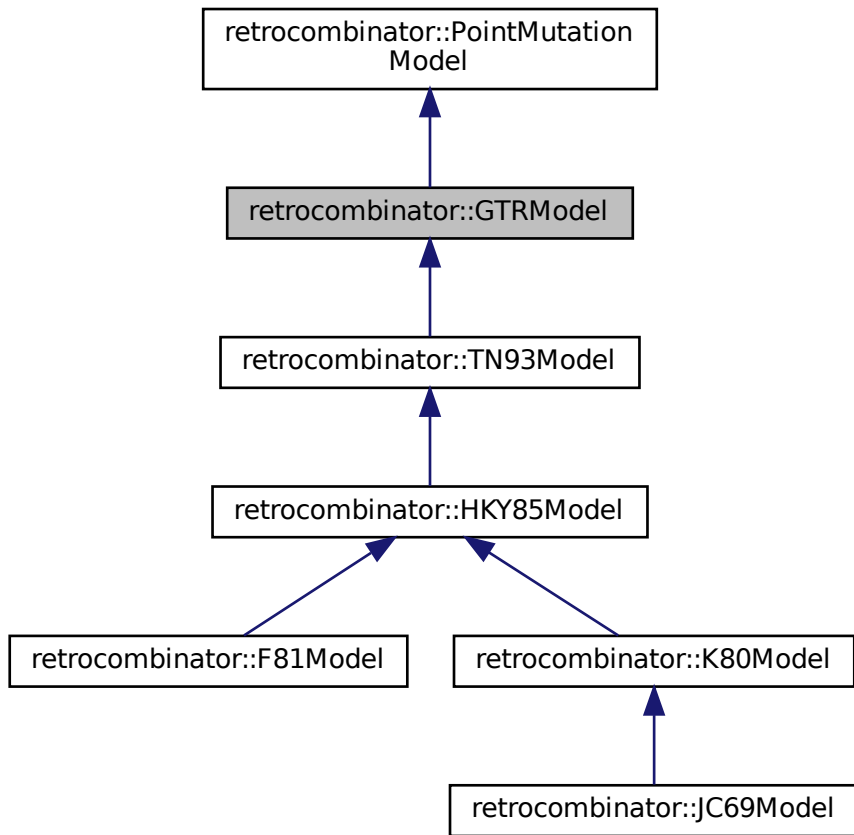 retrocombinator::PointMutation
Model
retrocombinator::GTRModel
retrocombinator::TN93Model
retrocombinator::HKY85Model
retrocombinator::F81Model
retrocombinator::K80Model
retrocombinator::JC69Model